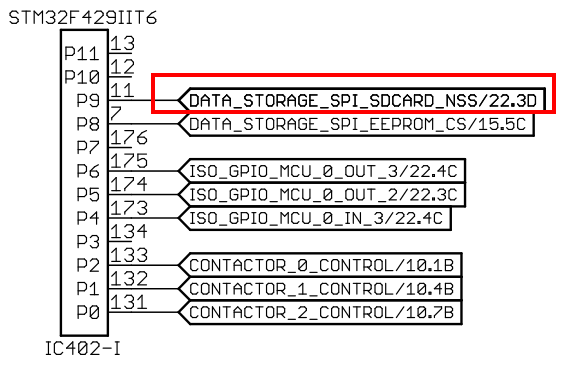 STM32F429IIT6
P11 13
P10 12
P9 11 DATA_STORAGE_SPI_SDCARD_NSS/22.3D
P8 7 DATA_STORAGE_SPI_EEPROM_CS/15.5C
P7 176
P6 175 ISO_GPIO_MCU_0_OUT_3/22.4C
P5 174 ISO_GPIO_MCU_0_OUT_2/22.3C
P4 173 ISO_GPIO_MCU_0_IN_3/22.4C
P3 134
P2 133 CONTACTOR_0_CONTROL/10.1B
P1 132 CONTACTOR_1_CONTROL/10.4B
P0 131 CONTACTOR_2_CONTROL/10.7B
IC402-I